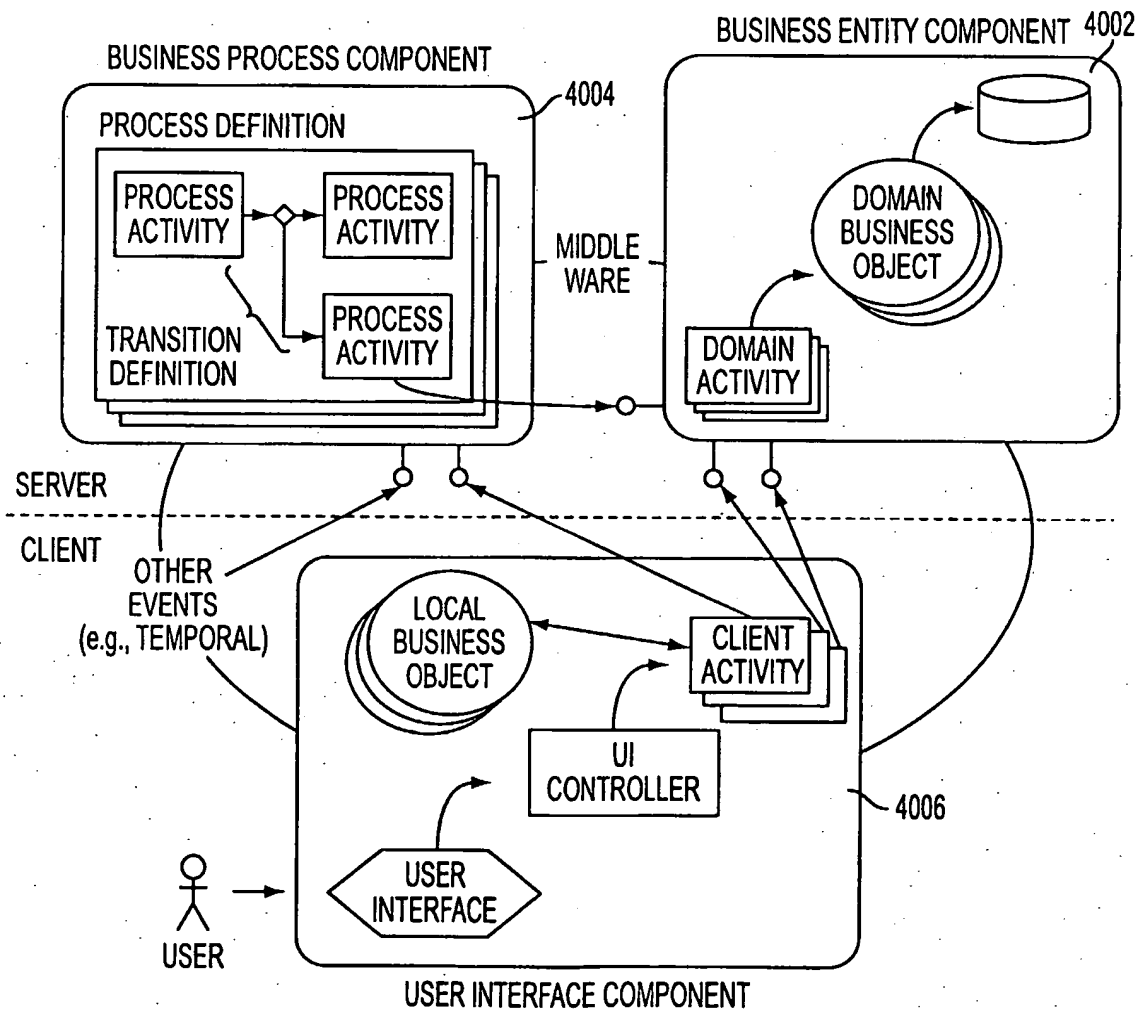 BUSINESS PROCESS COMPONENT
4004
PROCESS DEFINITION
PROCESS
ACTIVITY
PROCESS
ACTIVITY
PROCESS
ACTIVITY
TRANSITION
DEFINITION
MIDDLE
WARE
BUSINESS ENTITY COMPONENT
4002
DOMAIN
BUSINESS
OBJECT
DOMAIN
ACTIVITY
SERVER
CLIENT
OTHER
EVENTS
(e.g., TEMPORAL)
LOCAL
BUSINESS
OBJECT
CLIENT
ACTIVITY
UI
CONTROLLER
4006
USER
INTERFACE
USER
USER INTERFACE COMPONENT